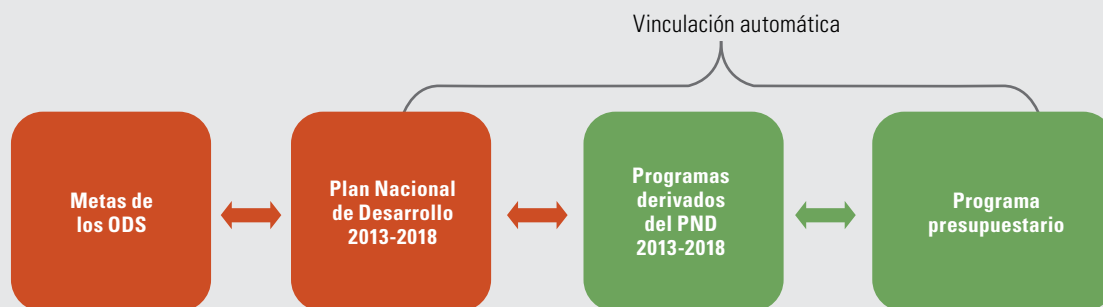 Vinculación automática
Metas de
los ODS
Plan Nacional
de Desarrollo
2013-2018
Programas
derivados
del PND
2013-2018
Programa
presupuestario